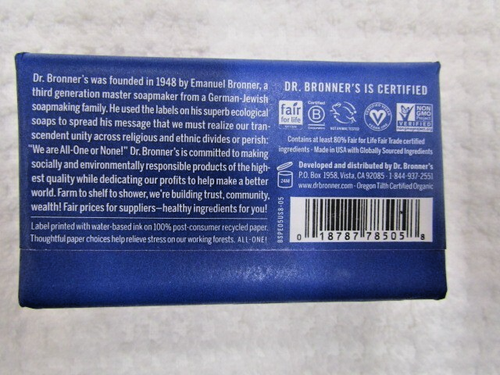 Dr. Bronner's was founded in 1948 by Emanuel Bronner, a
third generation master soapmaker from a German-Jewish
soapmaking family. He used the labels on his superb ecological
soaps to spread his message that we must realize our tran-
scendent unity across religious and ethnic divides or perish:
"We are All-One or None!" Dr. Bronner's is committed to making
socially and environmentally responsible products of the high-
est quality while dedicating our profits to help make a better
world. Farm to shelf to shower, we're building trust, community,
wealth! Fair prices for suppliers—healthy ingredients for you!
Label printed with water-based ink on 100% post-consumer recycled paper.
Thoughtful paper choices help relieve stress on our working forests. ALL-ONE!
DR. BRONNER'S IS CERTIFIED
fair
for life
Certified
B
Corporation
NON
GMO
VERIFIED
Contains at least 80% Fair for Life Fair Trade certified
ingredients - Made in USA with Globally Sourced Ingredients
24M
Developed and distributed by Dr. Bronner's
P.O. Box 1958, Vista, CA 92085 - 1-844-937-2551
www.drbronner.com - Oregon Tilth Certified Organic
BSPE05US8-05
0 18787 78505 8